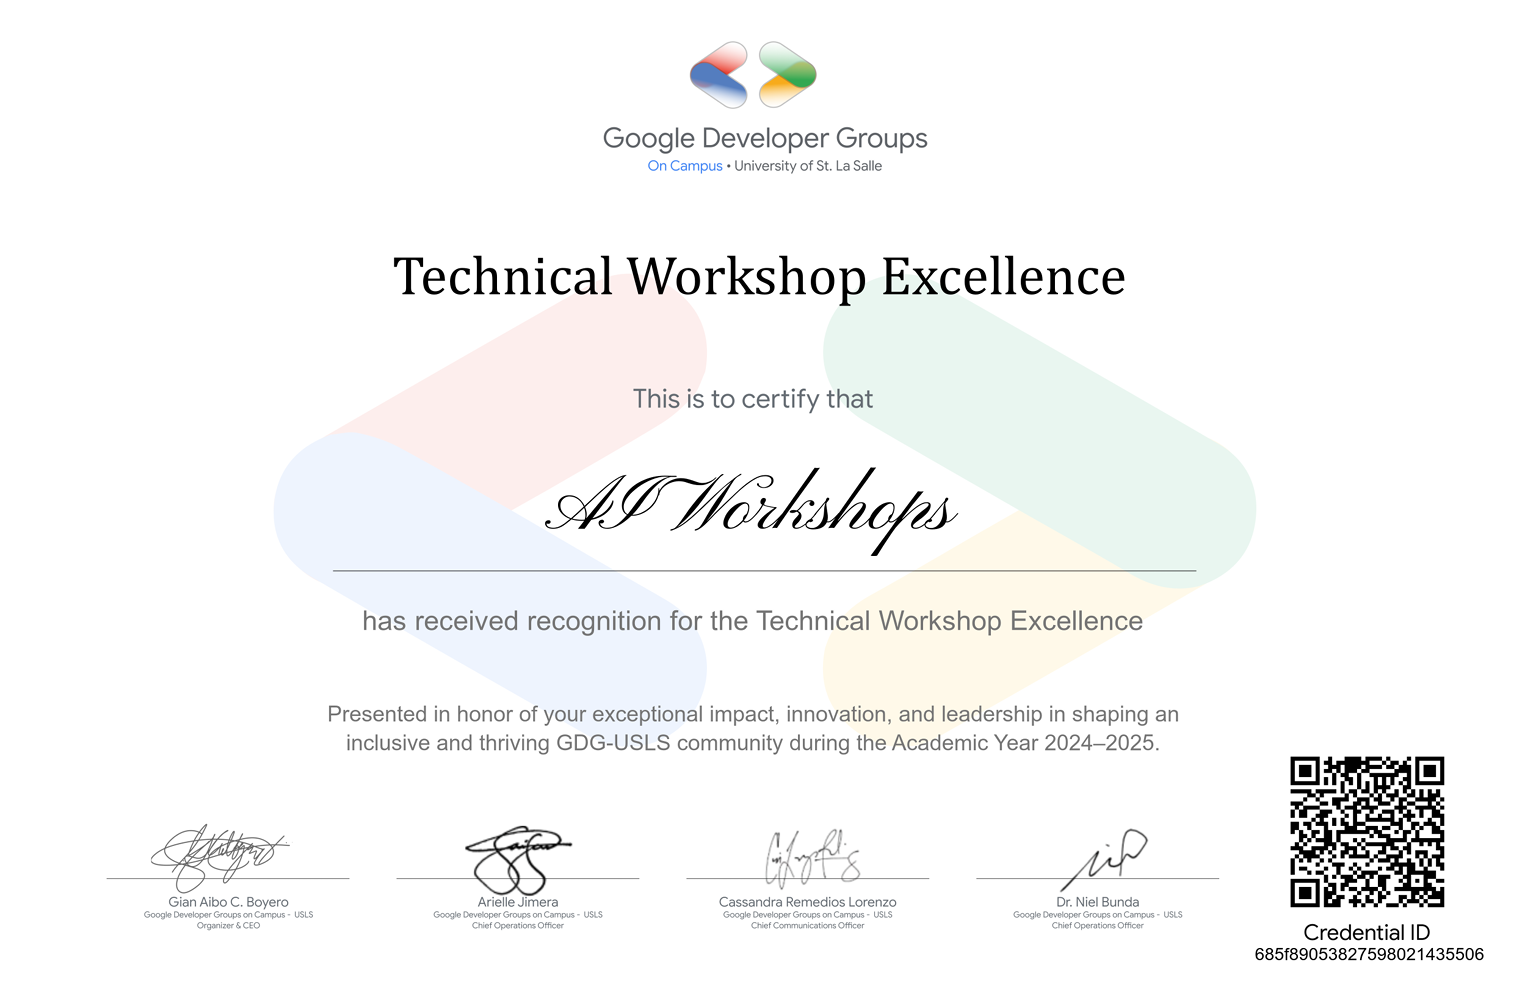 Google Developer Groups
On Campus • University of St. La Salle
Technical Workshop Excellence
This is to certify that
AI Workshops
has received recognition for the Technical Workshop Excellence
Presented in honor of your exceptional impact, innovation, and leadership in shaping an
inclusive and thriving GDG-USLS community during the Academic Year 2024–2025.
Gian Aibo C. Boyero
Google Developer Groups on Campus - USLS
Organizer & CEO
Arielle Jimera
Google Developer Groups on Campus - USLS
Chief Operations Officer
Cassandra Remedios Lorenzo
Google Developer Groups on Campus - USLS
Chief Communications Officer
Dr. Niel Bunda
Google Developer Groups on Campus - USLS
Chief Operations Officer
Credential ID
685f89053827598021435506